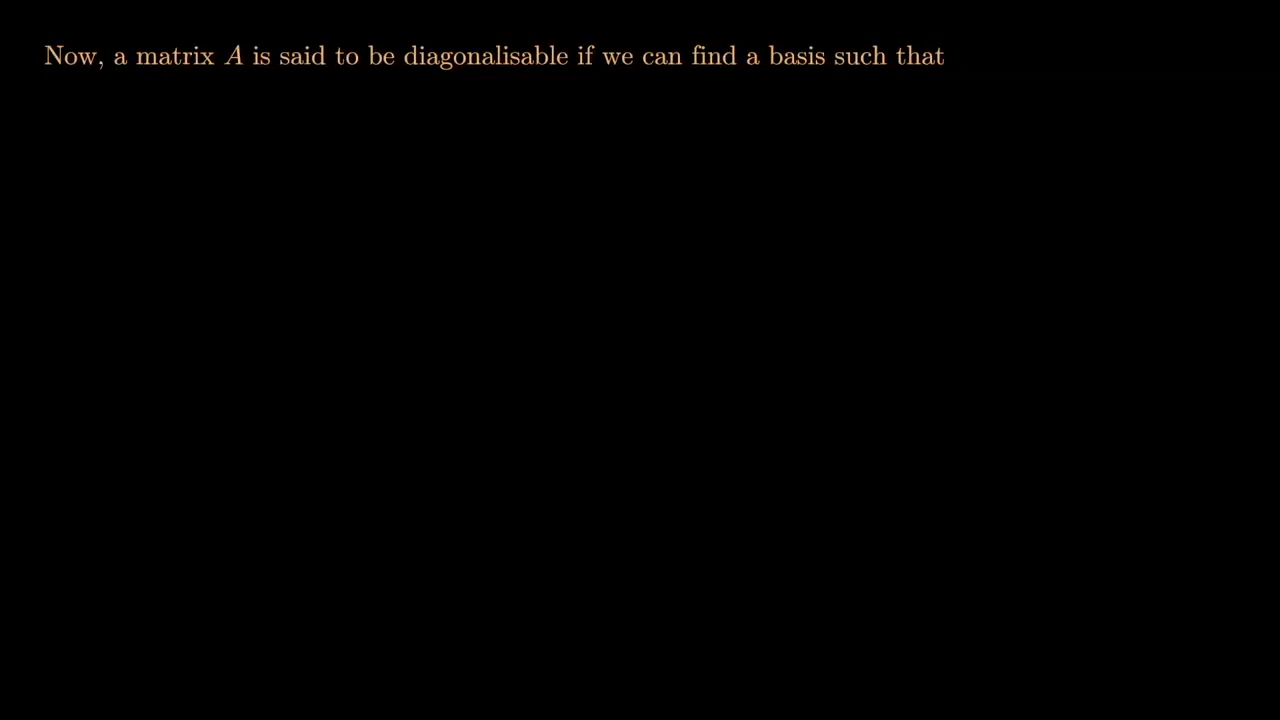 Now, a matrix A is said to be diagonalisable if we can find a basis such that